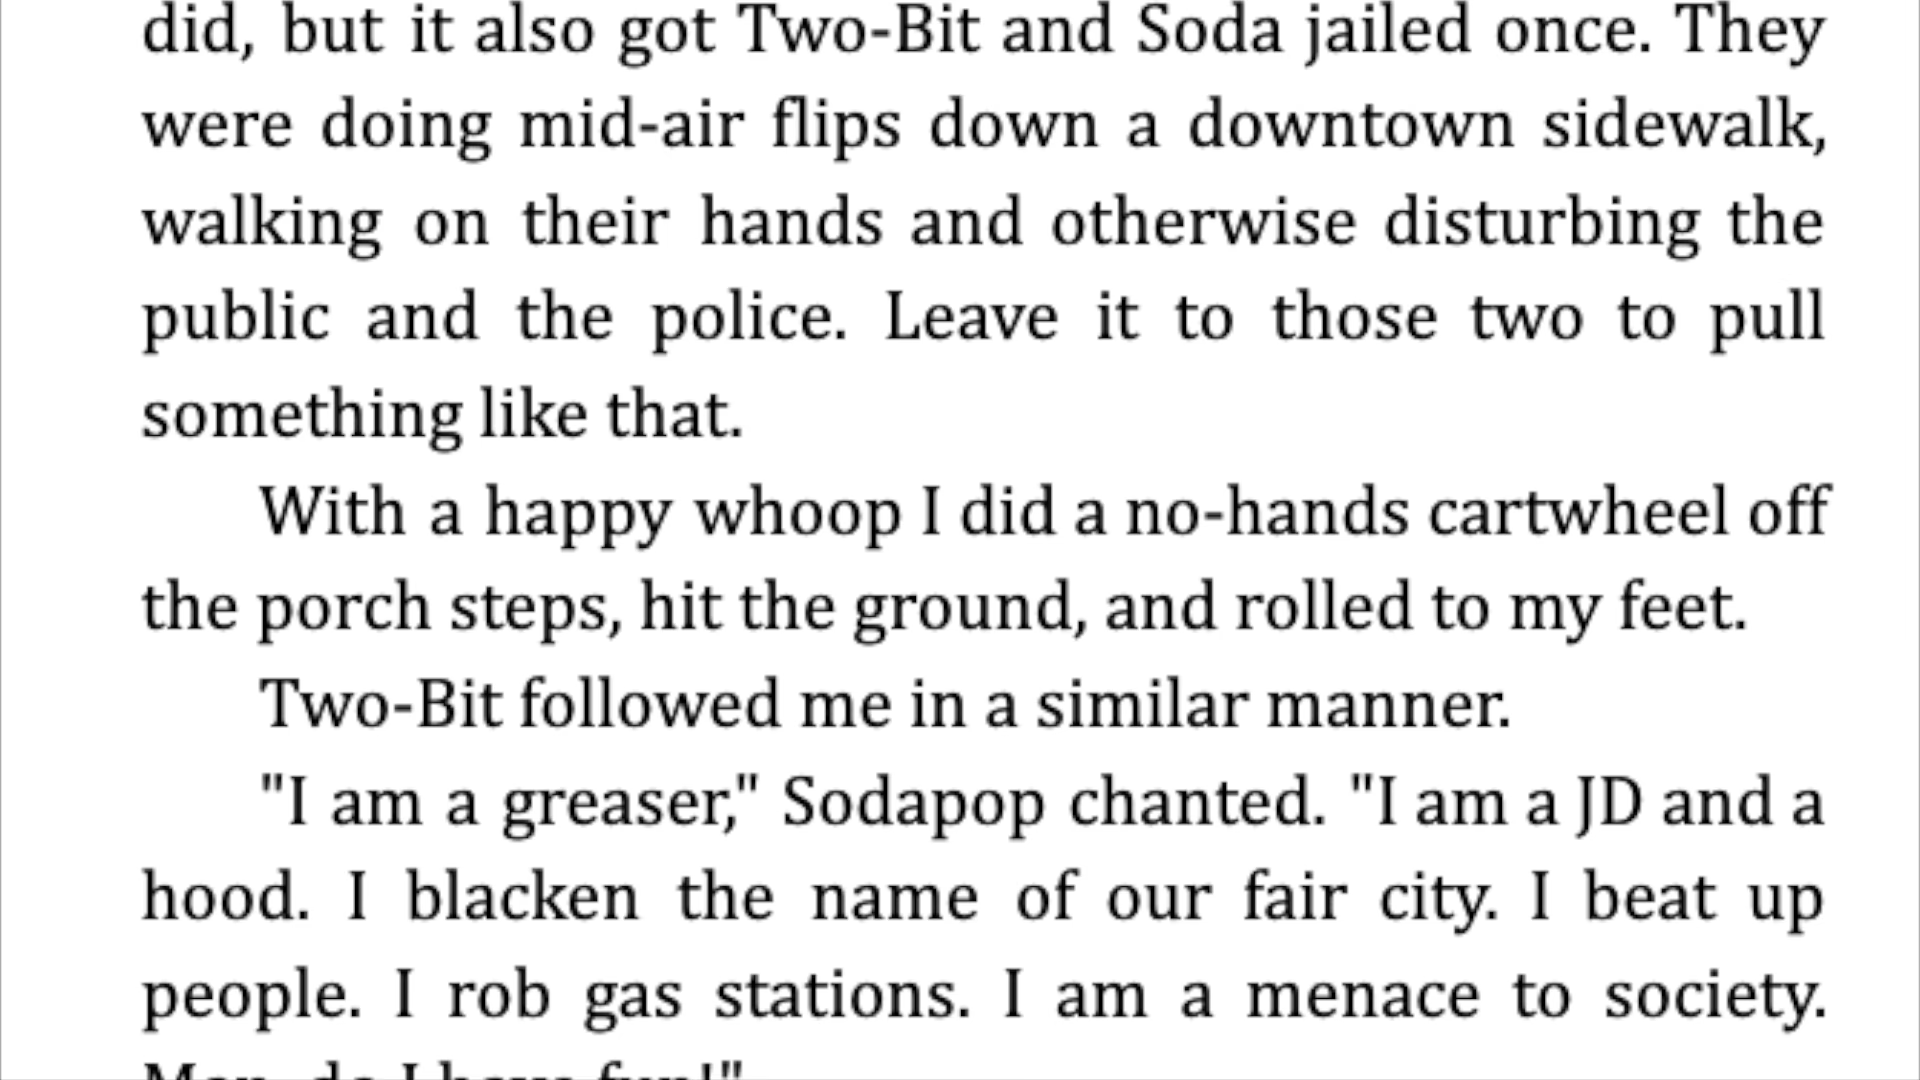 did, but it also got Two-Bit and Soda jailed once. They
were doing mid-air flips down a downtown sidewalk,
walking on their hands and otherwise disturbing the
public and the police. Leave it to those two to pull
something like that.
With a happy whoop I did a no-hands cartwheel off
the porch steps, hit the ground, and rolled to my feet.
Two-Bit followed me in a similar manner.
"I am a greaser," Sodapop chanted. "I am a JD and a
hood. I blacken the name of our fair city. I beat up
people. I rob gas stations. I am a menace to society.
Man, do I have fun!"